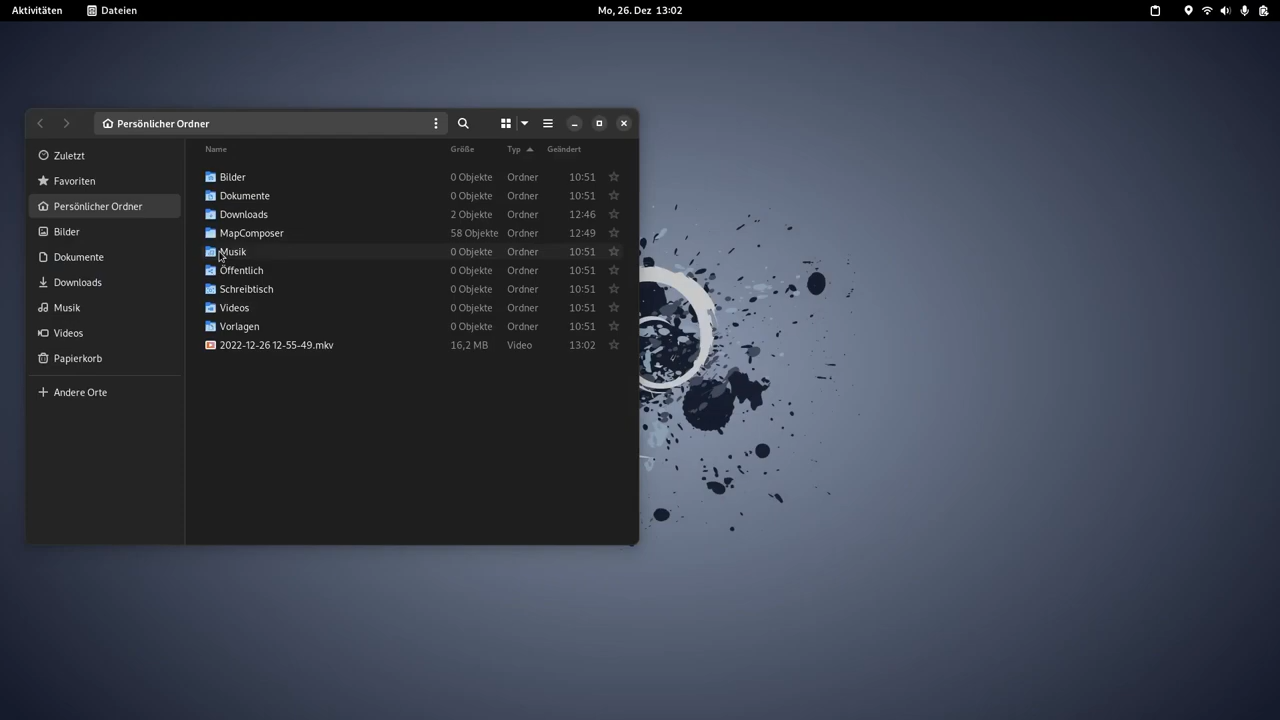 Aktivitäten Dateien Mo, 26. Dez 13:02
Persönlicher Ordner
Zuletzt
Favoriten
Persönlicher Ordner
Bilder
Dokumente
Downloads
Musik
Videos
Papierkorb
Andere Orte
Name Größe Typ Geändert
Bilder 0 Objekte Ordner 10:51
Dokumente 0 Objekte Ordner 10:51
Downloads 2 Objekte Ordner 12:46
MapComposer 58 Objekte Ordner 12:49
Musik 0 Objekte Ordner 10:51
Öffentlich 0 Objekte Ordner 10:51
Schreibtisch 0 Objekte Ordner 10:51
Videos 0 Objekte Ordner 10:51
Vorlagen 0 Objekte Ordner 10:51
2022-12-26 12-55-49.mkv 16,2 MB Video 13:02